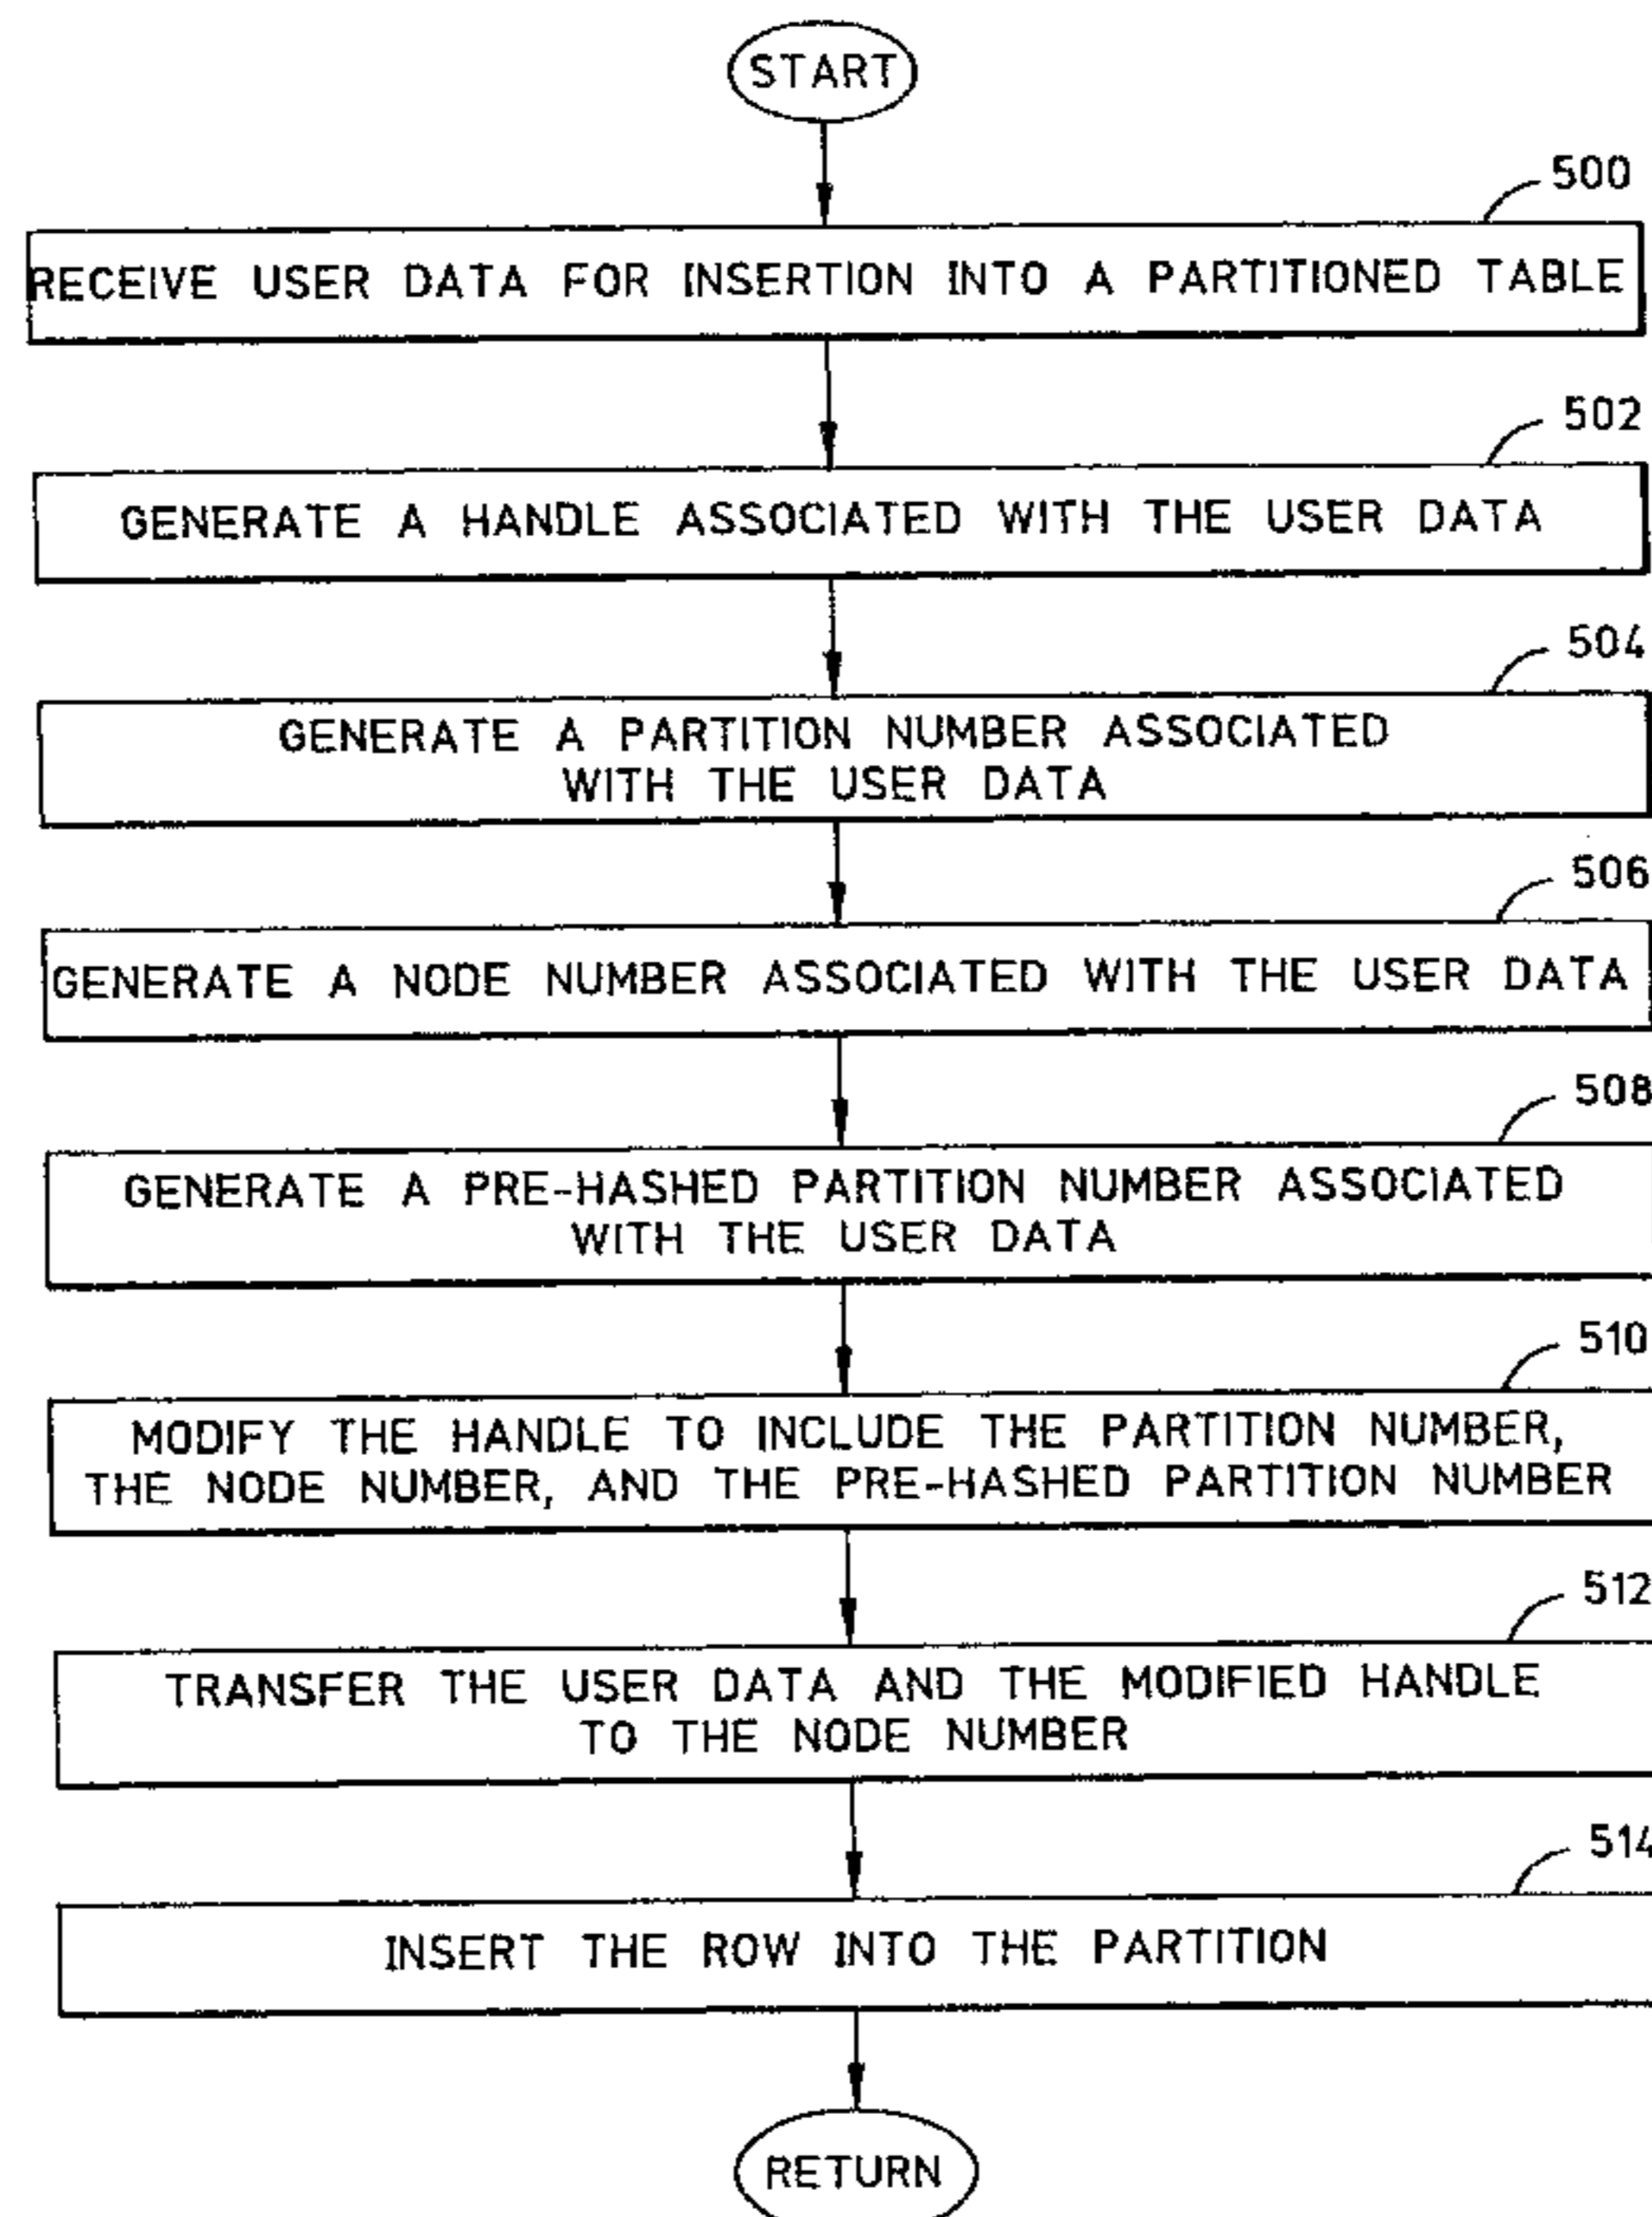 START
500
RECEIVE USER DATA FOR INSERTION INTO A PARTITIONED TABLE
502
GENERATE A HANDLE ASSOCIATED WITH THE USER DATA
504
GENERATE A PARTITION NUMBER ASSOCIATED
WITH THE USER DATA
506
GENERATE A NODE NUMBER ASSOCIATED WITH THE USER DATA
508
GENERATE A PRE-HASHED PARTITION NUMBER ASSOCIATED
WITH THE USER DATA
510
MODIFY THE HANDLE TO INCLUDE THE PARTITION NUMBER,
THE NODE NUMBER, AND THE PRE-HASHED PARTITION NUMBER
512
TRANSFER THE USER DATA AND THE MODIFIED HANDLE
TO THE NODE NUMBER
514
INSERT THE ROW INTO THE PARTITION
RETURN